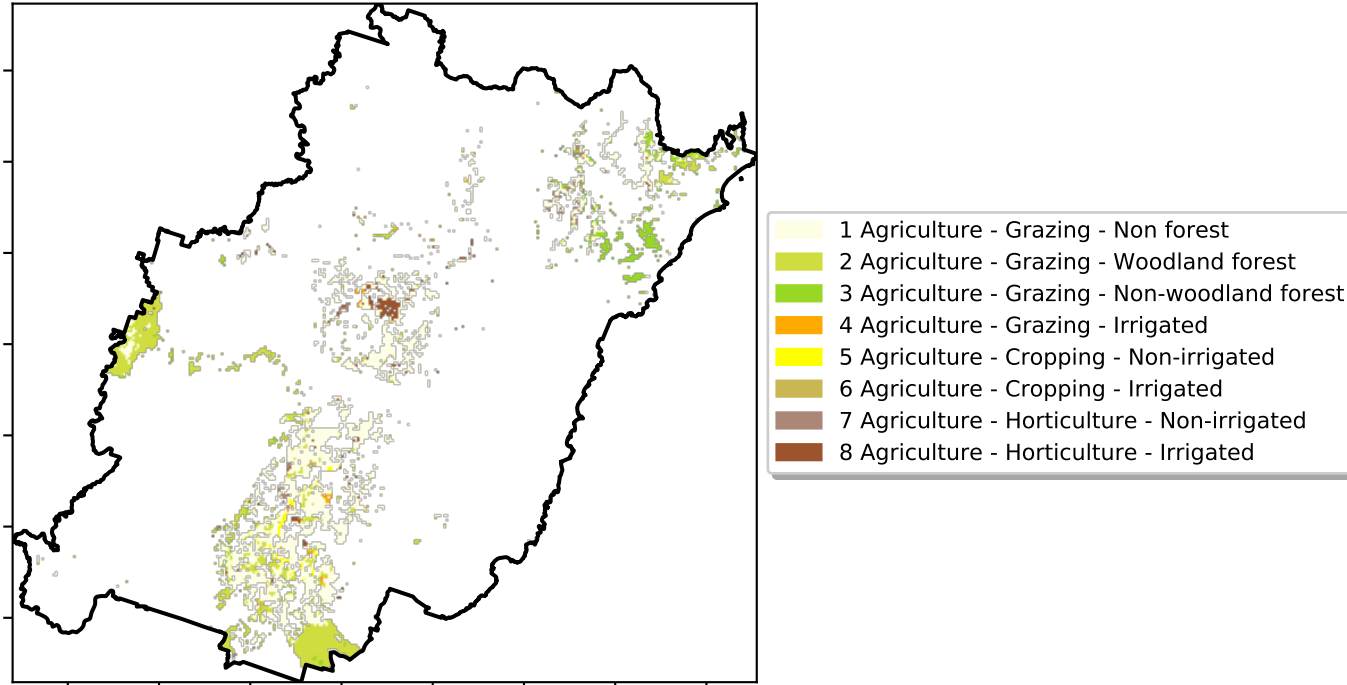 1 Agriculture - Grazing - Non forest
2 Agriculture - Grazing - Woodland forest
3 Agriculture - Grazing - Non-woodland forest
4 Agriculture - Grazing - Irrigated
5 Agriculture - Cropping - Non-irrigated
6 Agriculture - Cropping - Irrigated
7 Agriculture - Horticulture - Non-irrigated
8 Agriculture - Horticulture - Irrigated